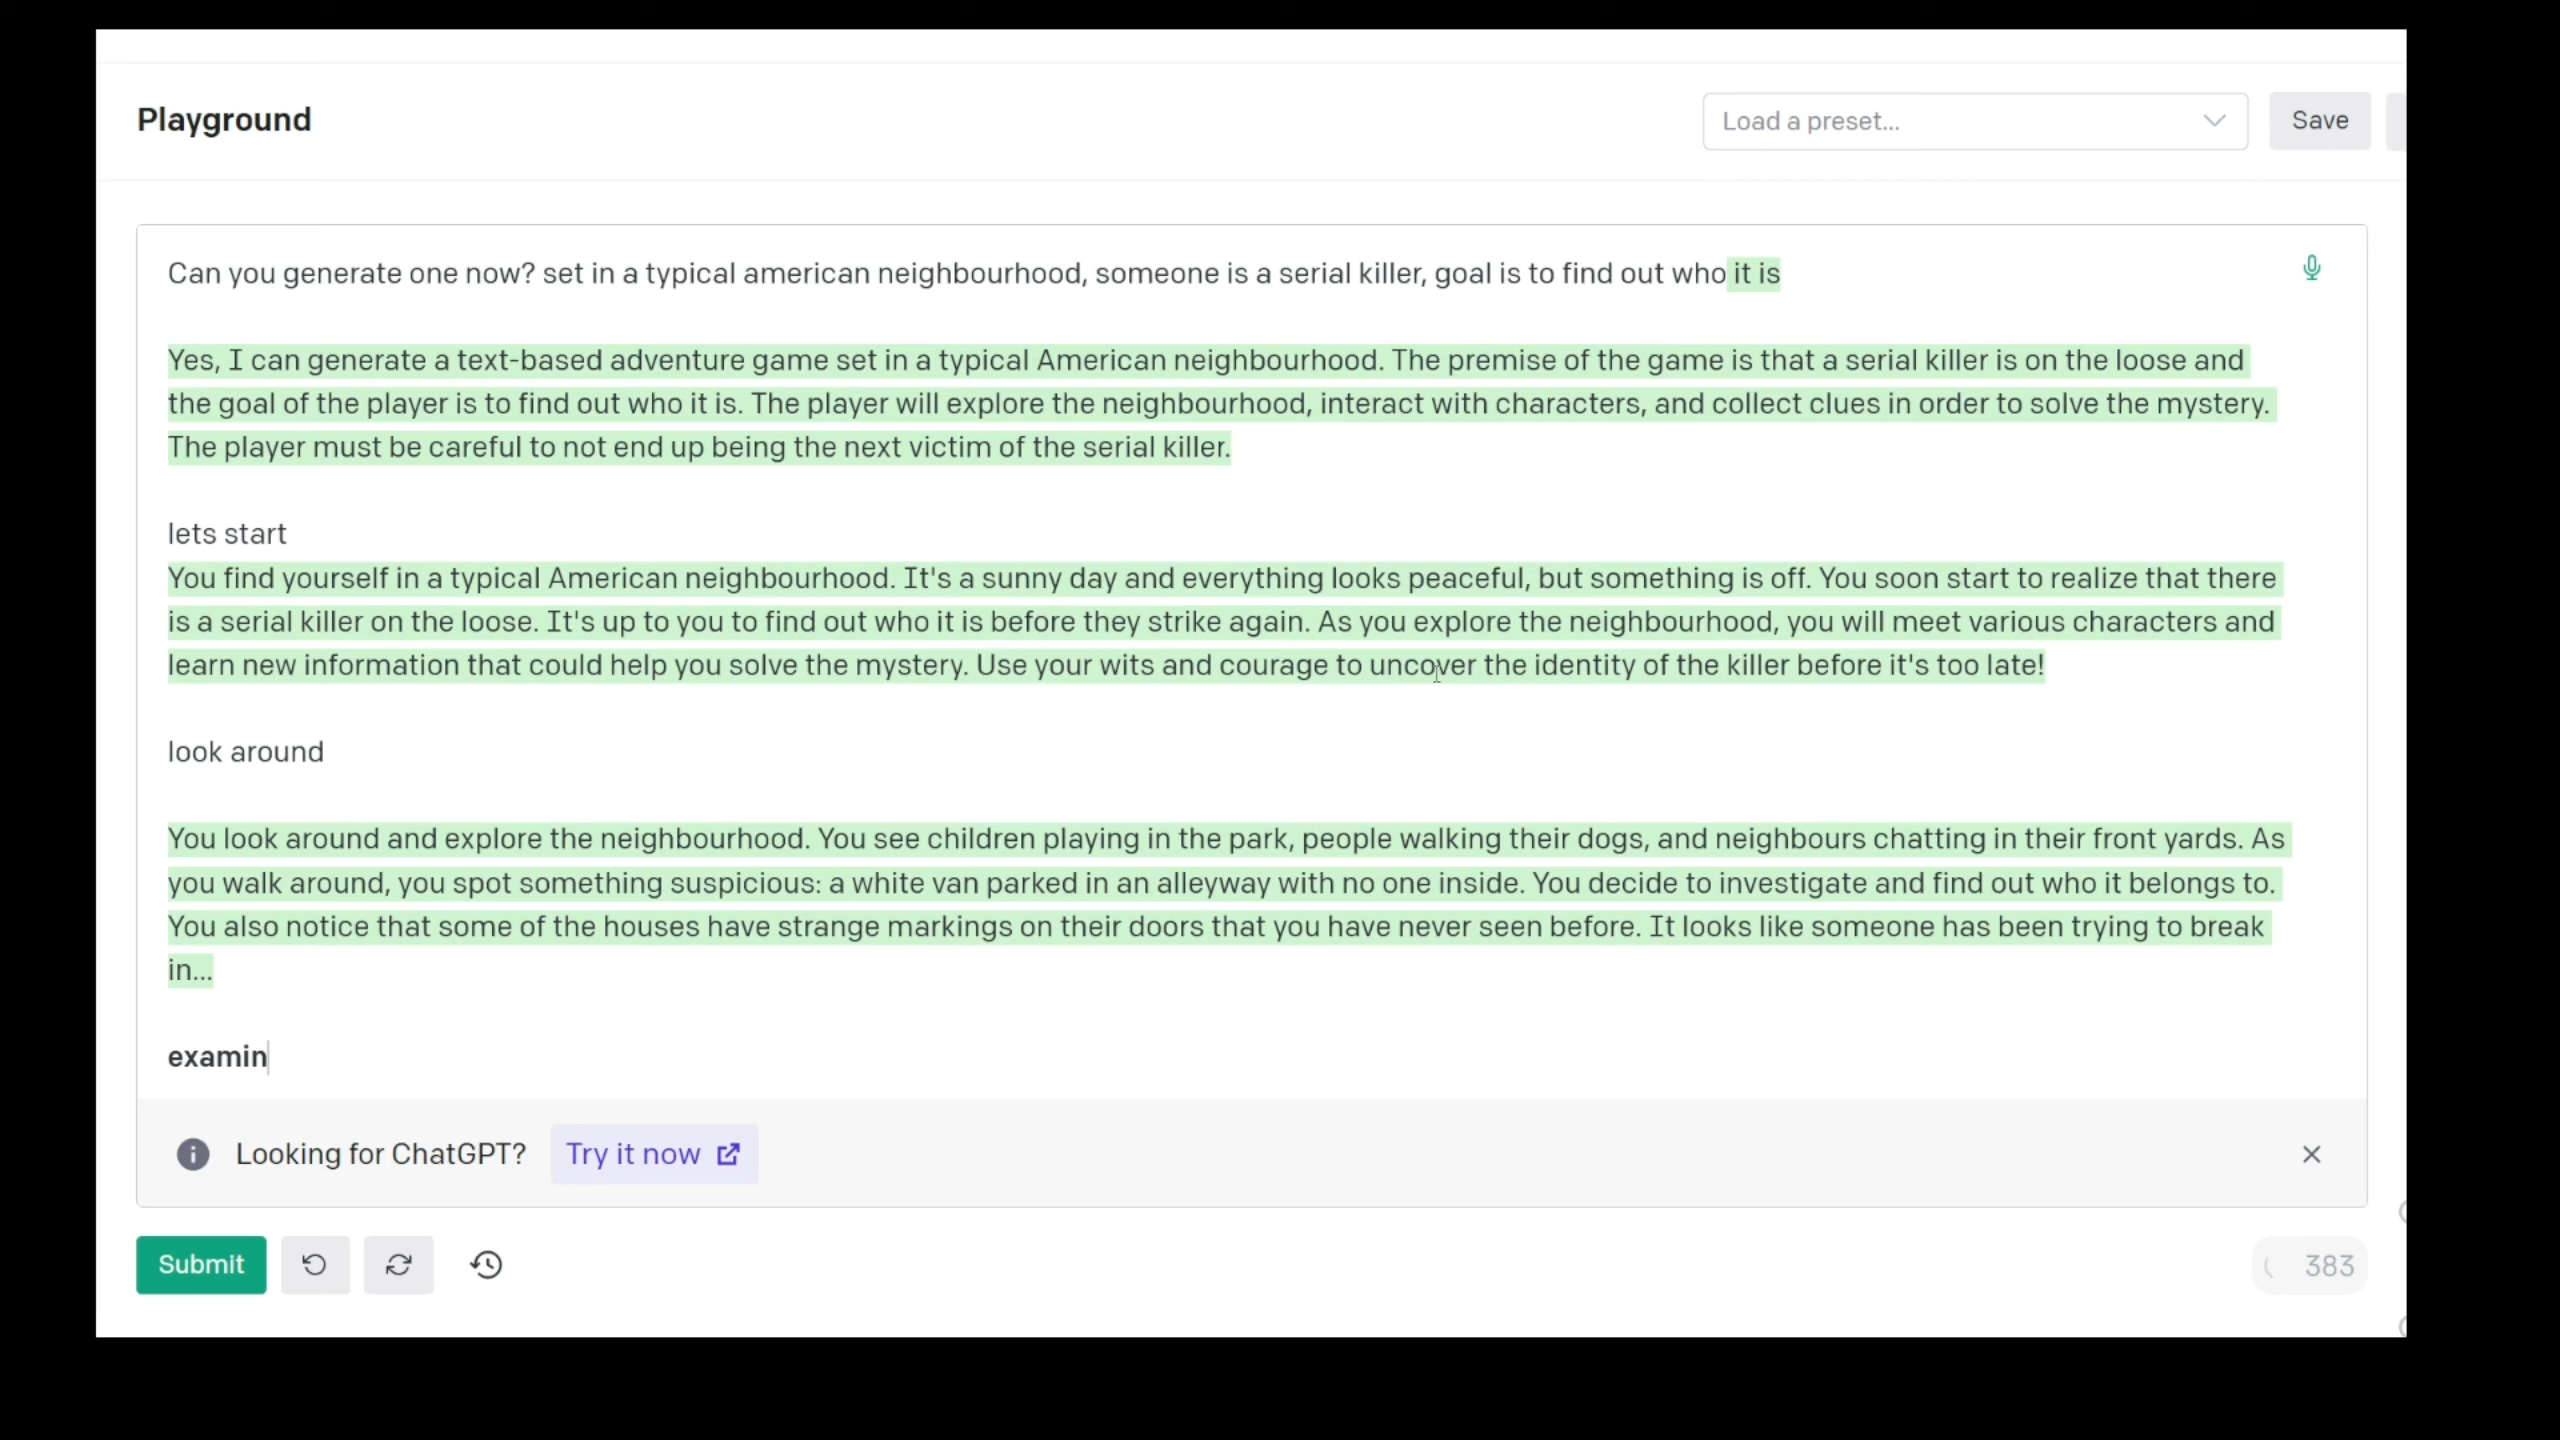 Playground
Load a preset...
Save
Can you generate one now? set in a typical american neighbourhood, someone is a serial killer, goal is to find out who it is
Yes, I can generate a text-based adventure game set in a typical American neighbourhood. The premise of the game is that a serial killer is on the loose and
the goal of the player is to find out who it is. The player will explore the neighbourhood, interact with characters, and collect clues in order to solve the mystery.
The player must be careful to not end up being the next victim of the serial killer.
lets start
You find yourself in a typical American neighbourhood. It's a sunny day and everything looks peaceful, but something is off. You soon start to realize that there
is a serial killer on the loose. It's up to you to find out who it is before they strike again. As you explore the neighbourhood, you will meet various characters and
learn new information that could help you solve the mystery. Use your wits and courage to uncover the identity of the killer before it's too late!
look around
You look around and explore the neighbourhood. You see children playing in the park, people walking their dogs, and neighbours chatting in their front yards. As
you walk around, you spot something suspicious: a white van parked in an alleyway with no one inside. You decide to investigate and find out who it belongs to.
You also notice that some of the houses have strange markings on their doors that you have never seen before. It looks like someone has been trying to break
in...
examin
Looking for ChatGPT? Try it now
Submit
383